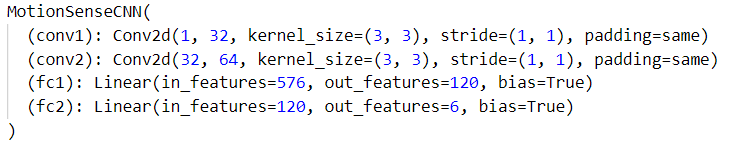 MotionSenseCNN(
  (conv1): Conv2d(1, 32, kernel_size=(3, 3), stride=(1, 1), padding=same)
  (conv2): Conv2d(32, 64, kernel_size=(3, 3), stride=(1, 1), padding=same)
  (fc1): Linear(in_features=576, out_features=120, bias=True)
  (fc2): Linear(in_features=120, out_features=6, bias=True)
)